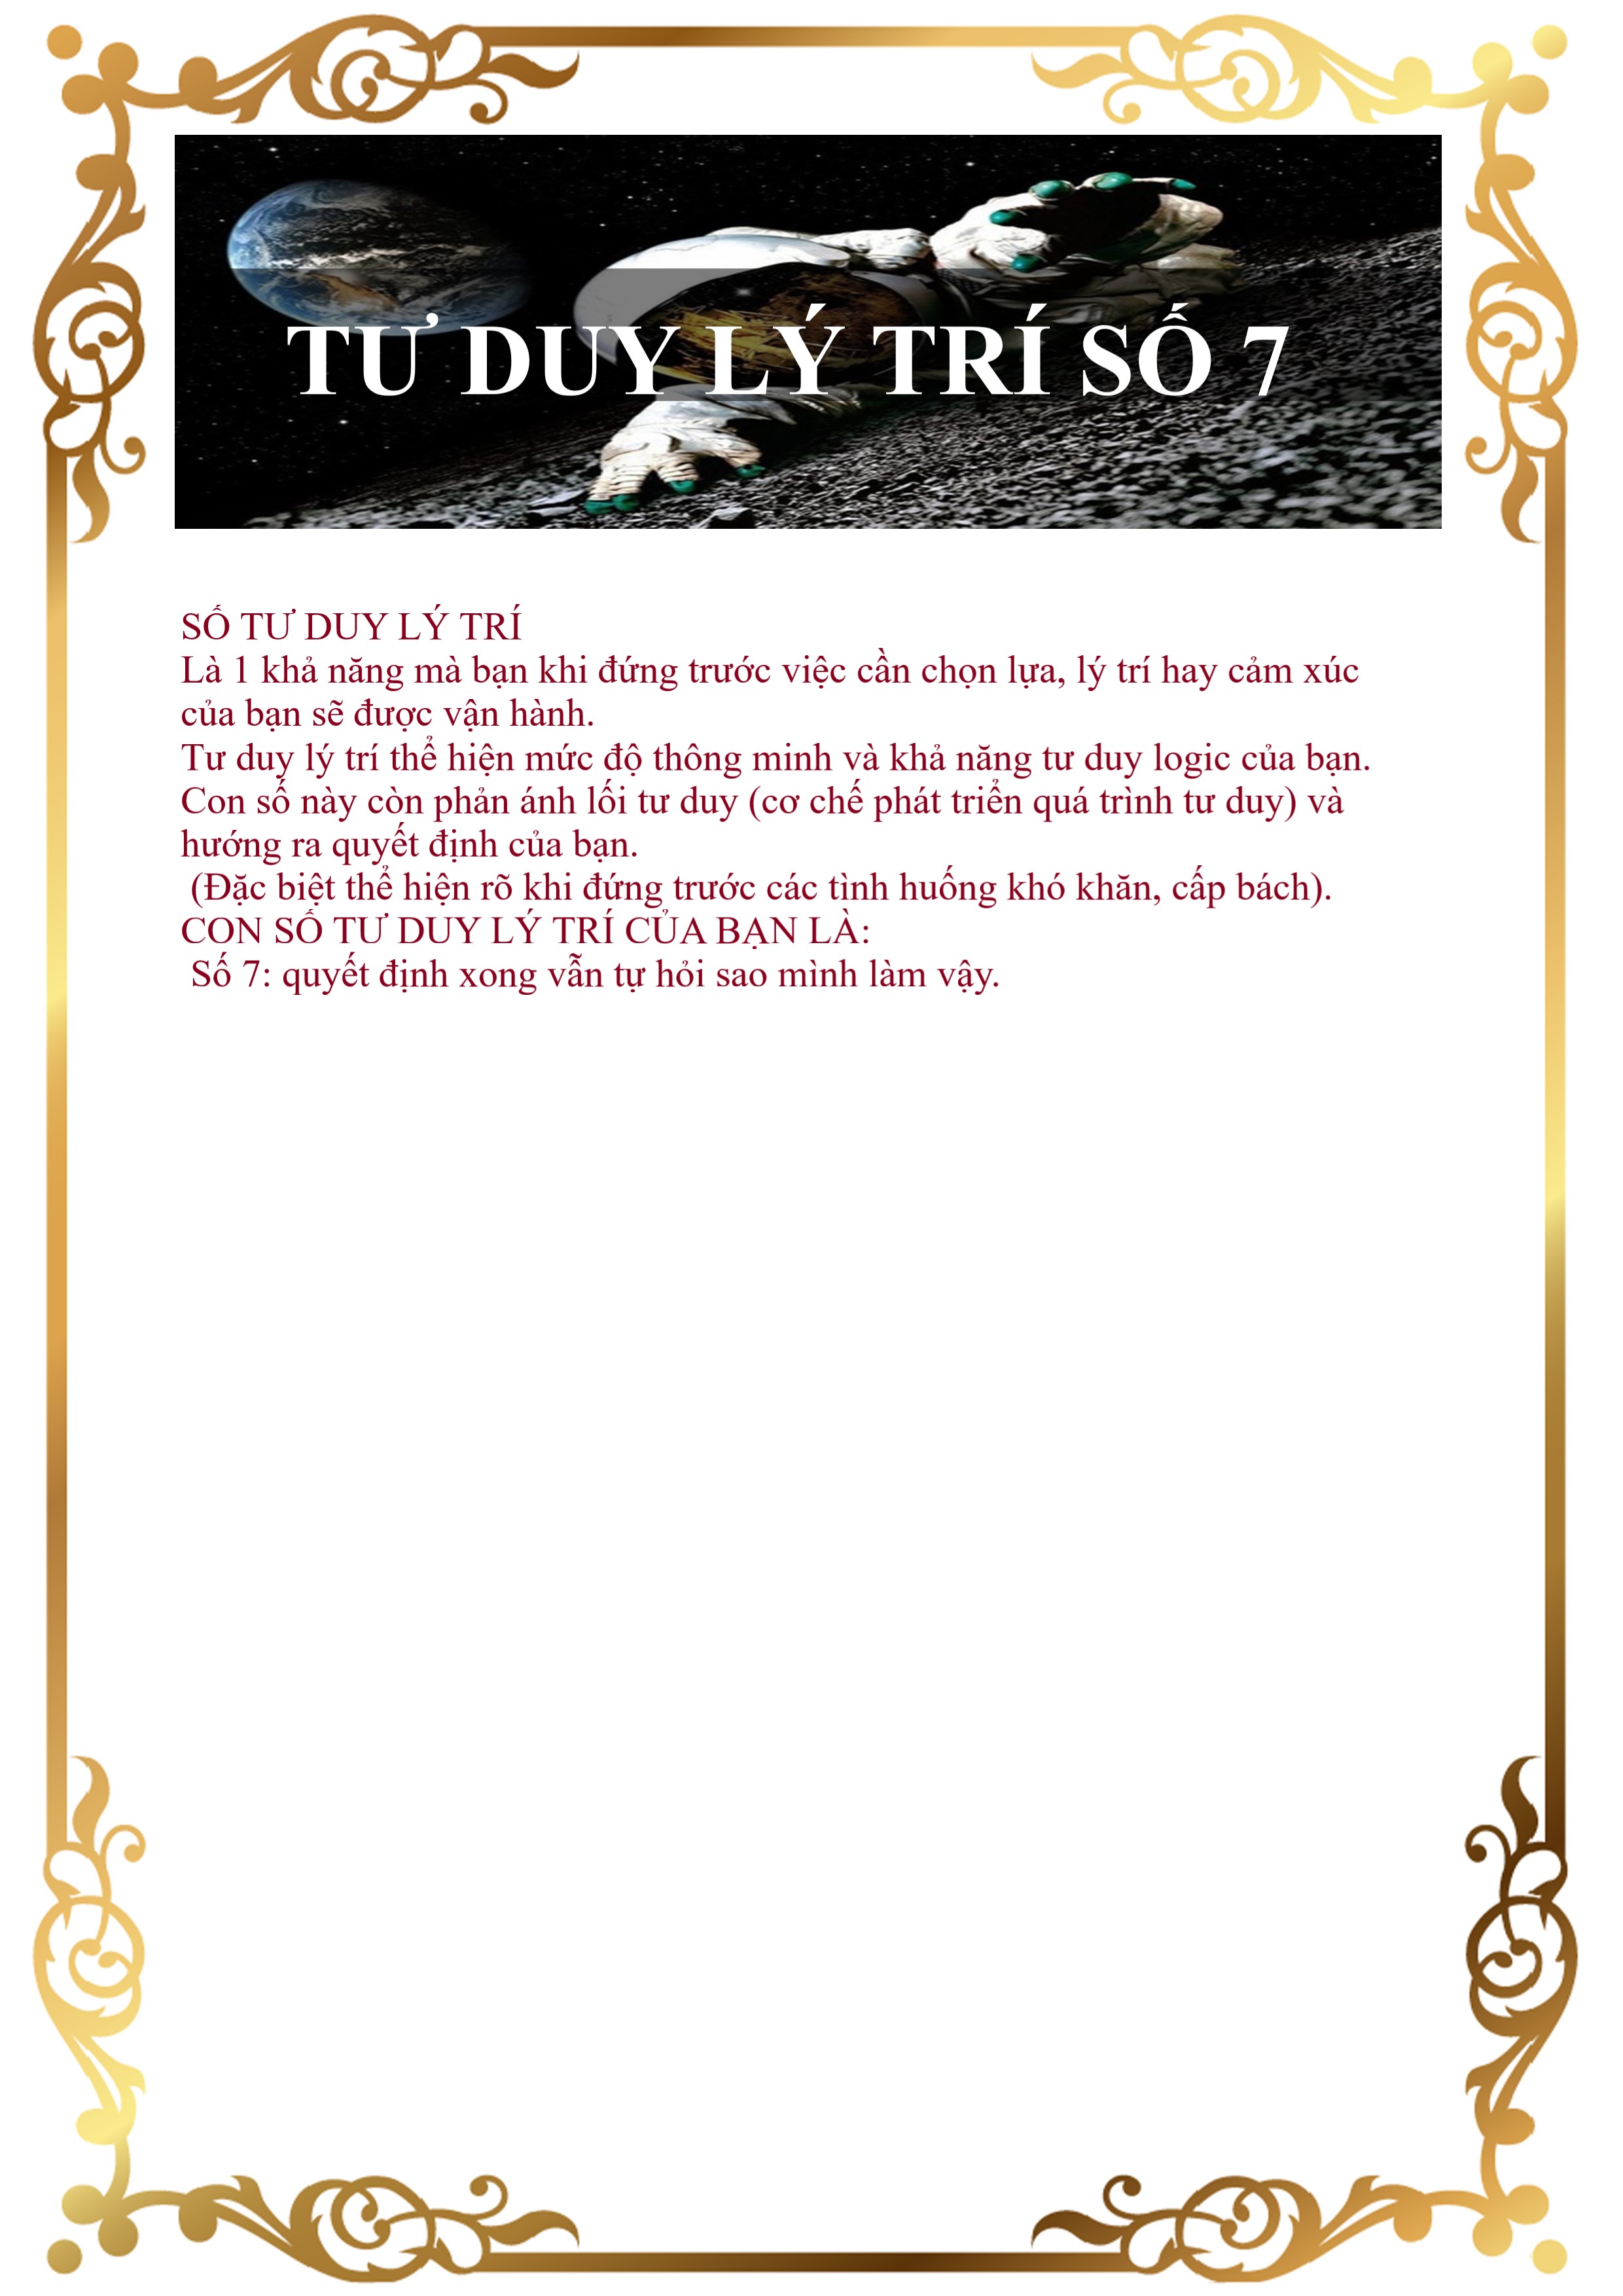 TƯ DUY LÝ TRÍ SỐ 7
SỐ TƯ DUY LÝ TRÍ
Là 1 khả năng mà bạn khi đứng trước việc cần chọn lựa, lý trí hay cảm xúc
của bạn sẽ được vận hành.
Tư duy lý trí thể hiện mức độ thông minh và khả năng tư duy logic của bạn.
Con số này còn phản ánh lối tư duy (cơ chế phát triển quá trình tư duy) và
hướng ra quyết định của bạn.
(Đặc biệt thể hiện rõ khi đứng trước các tình huống khó khăn, cấp bách).
CON SỐ TƯ DUY LÝ TRÍ CỦA BẠN LÀ:
Số 7: quyết định xong vẫn tự hỏi sao mình làm vậy.